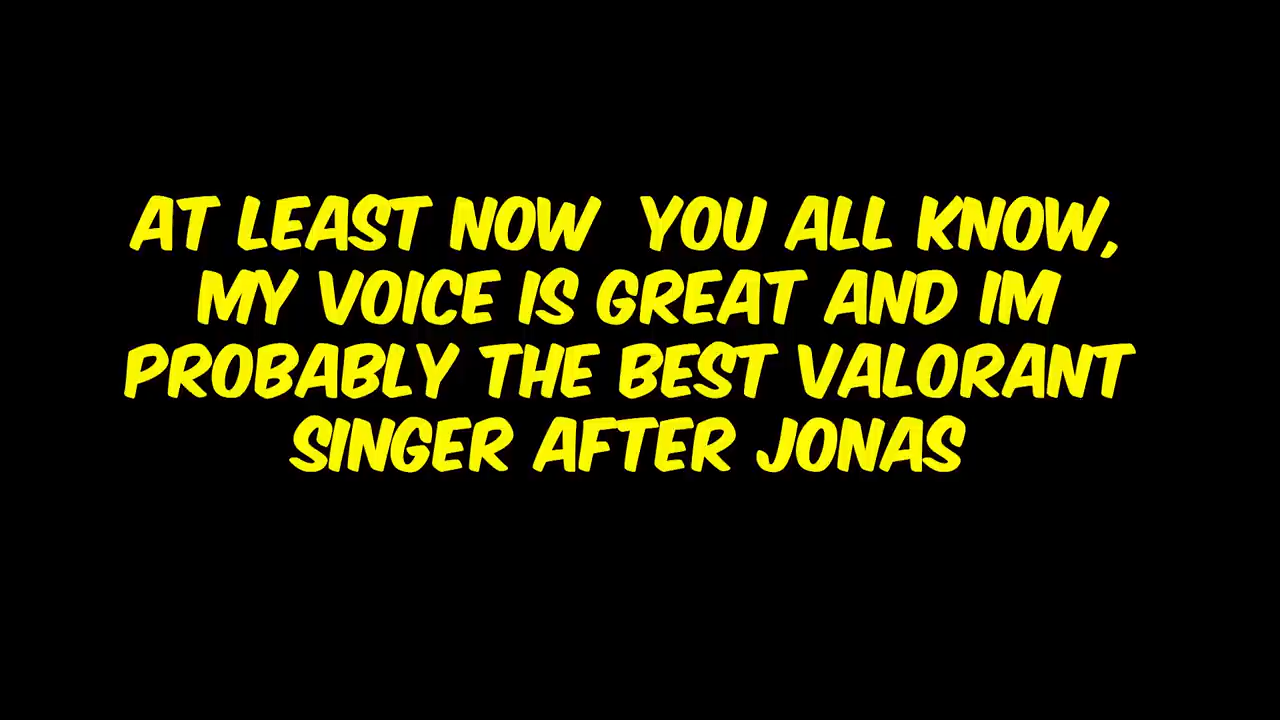 AT LEAST NOW  YOU ALL KNOW,
MY VOICE IS GREAT AND IM
PROBABLY THE BEST VALORANT
SINGER AFTER JONAS